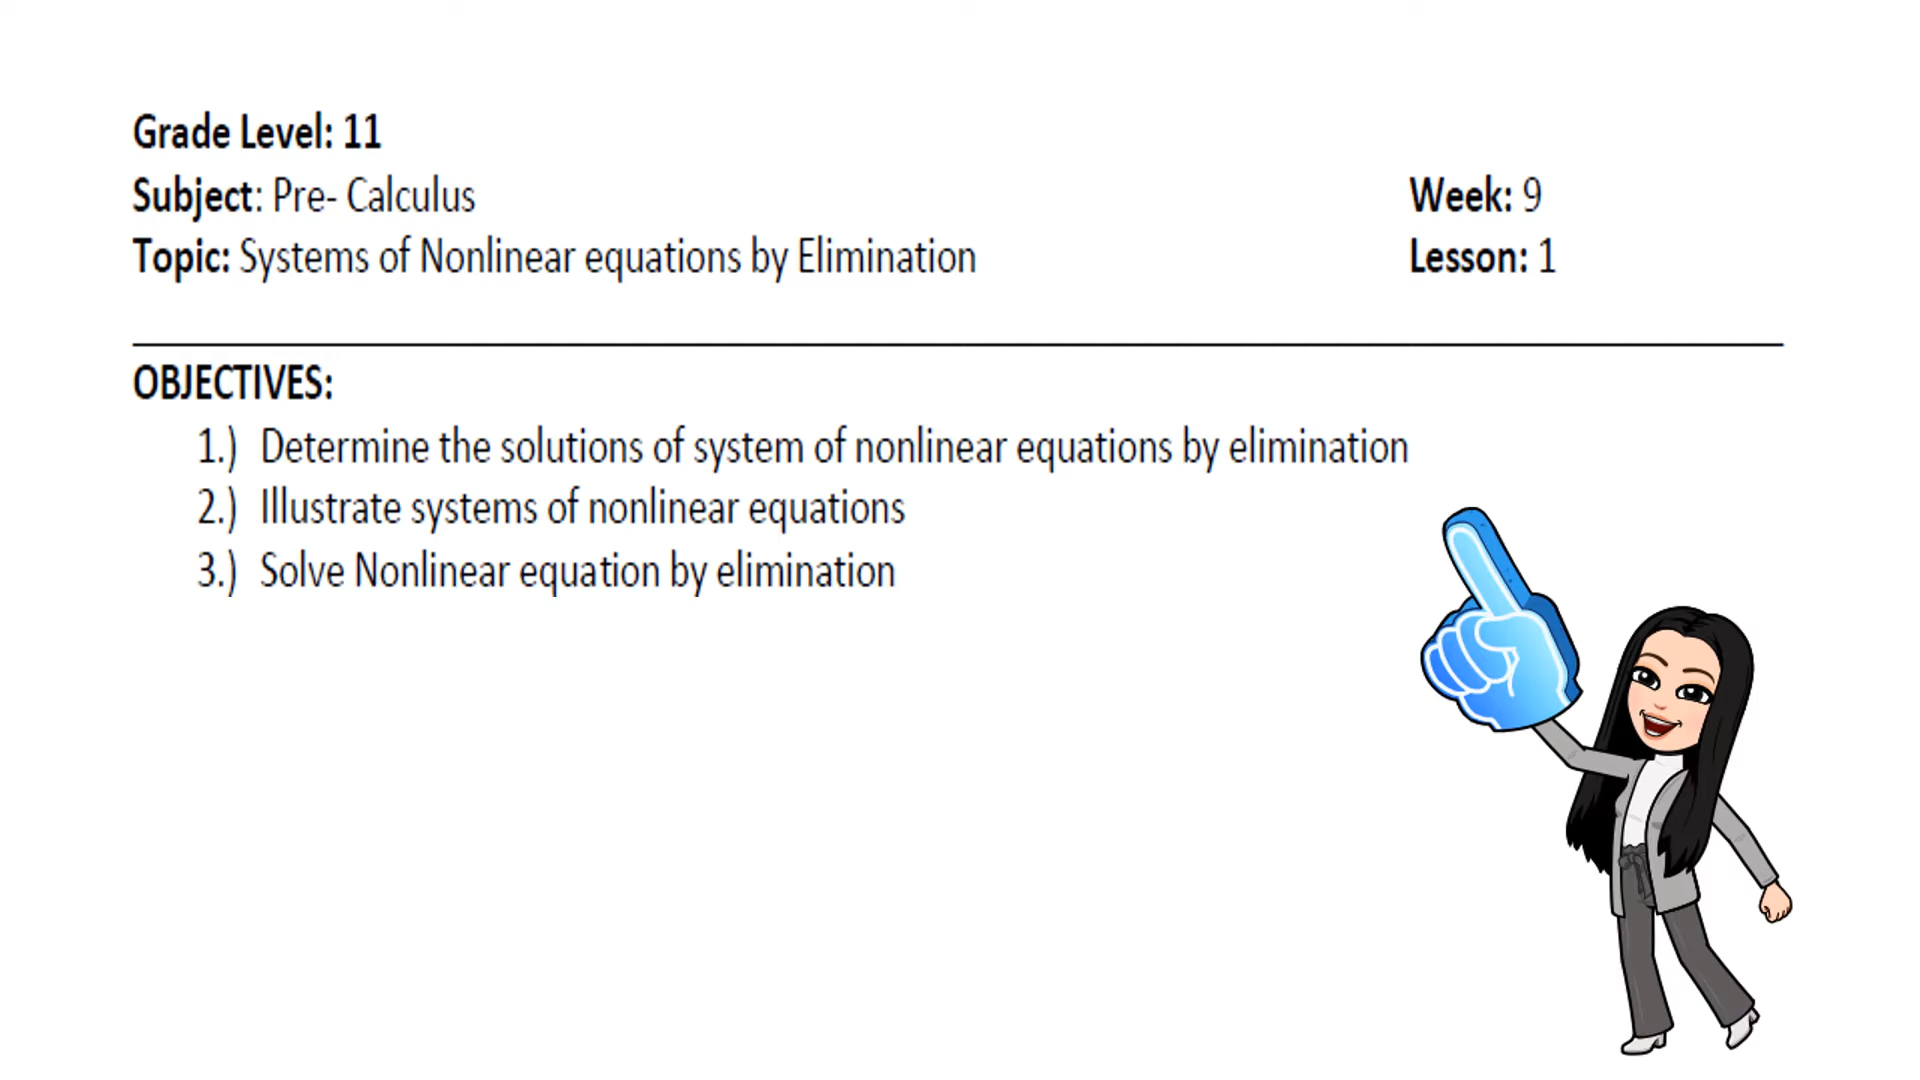 Grade Level: 11
Subject: Pre- Calculus Week: 9
Topic: Systems of Nonlinear equations by Elimination Lesson: 1
OBJECTIVES:
1.) Determine the solutions of system of nonlinear equations by elimination
2.) Illustrate systems of nonlinear equations
3.) Solve Nonlinear equation by elimination